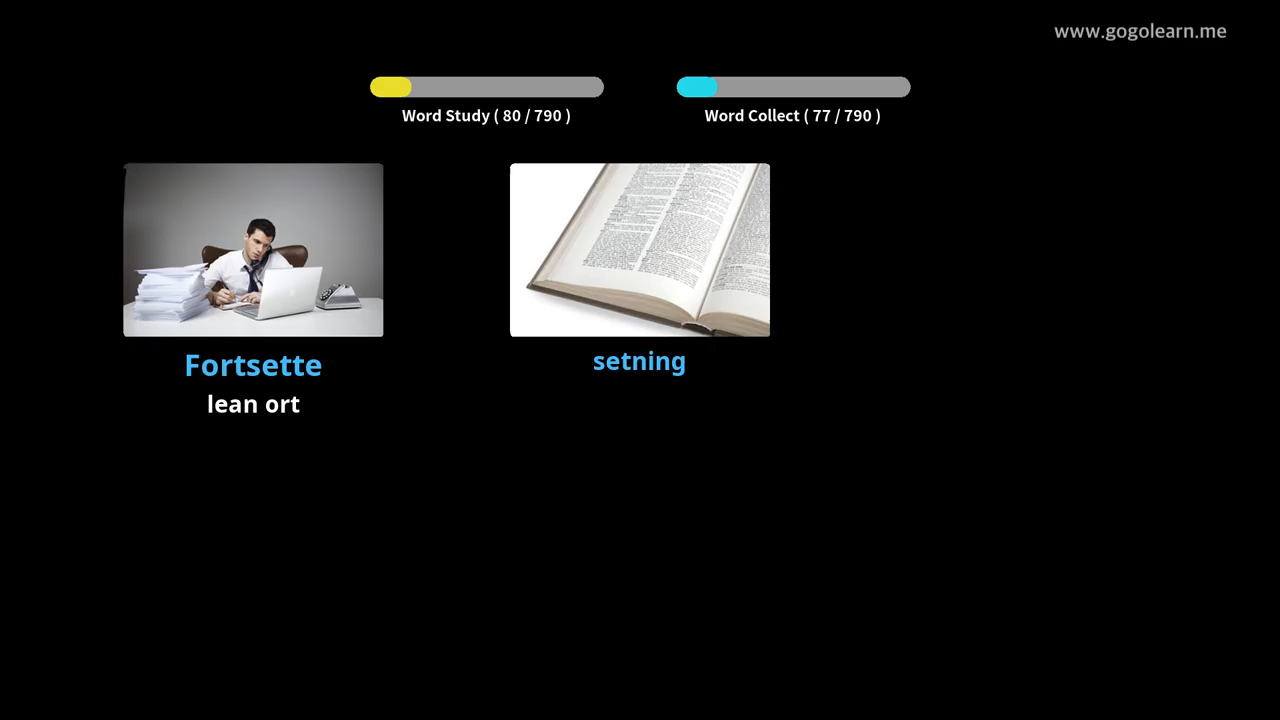 www.gogolearn.me
Word Study ( 80 / 790 )
Word Collect ( 77 / 790 )
Fortsette
lean ort
setning